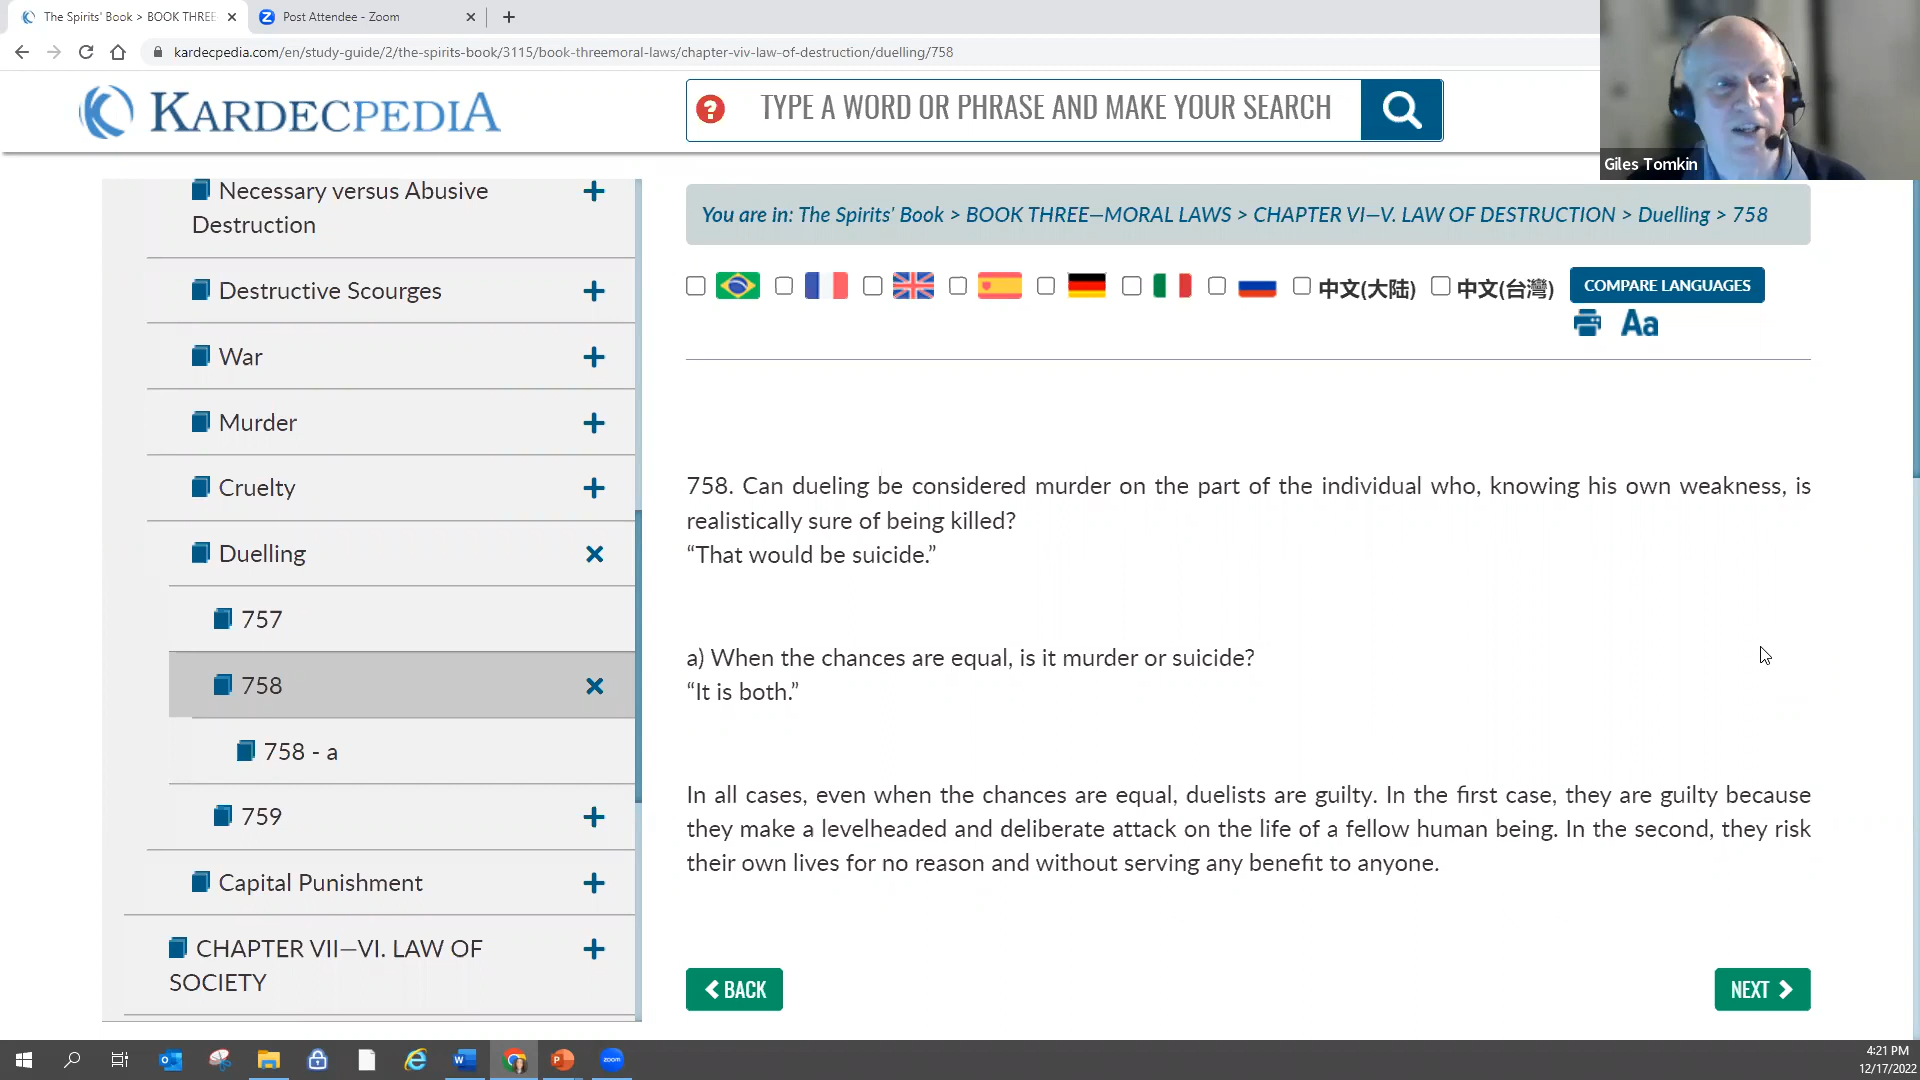 The Spirits' Book > BOOK THREE
Post Attendee - Zoom
kardecpedia.com/en/study-guide/2/the-spirits-book/3115/book-threemoral-laws/chapter-viv-law-of-destruction/duelling/758
KARDECPEDIA
TYPE A WORD OR PHRASE AND MAKE YOUR SEARCH
Giles Tomkin
Necessary versus Abusive
Destruction
Destructive Scourges
War
Murder
Cruelty
Duelling
757
758
758 - a
759
Capital Punishment
CHAPTER VII—VI. LAW OF
SOCIETY
You are in: The Spirits' Book > BOOK THREE—MORAL LAWS > CHAPTER VI—V. LAW OF DESTRUCTION > Duelling > 758
中文(大陆) 中文(台灣) COMPARE LANGUAGES
Aa
758. Can dueling be considered murder on the part of the individual who, knowing his own weakness, is
realistically sure of being killed?
“That would be suicide.”
a) When the chances are equal, is it murder or suicide?
“It is both.”
In all cases, even when the chances are equal, duelists are guilty. In the first case, they are guilty because
they make a levelheaded and deliberate attack on the life of a fellow human being. In the second, they risk
their own lives for no reason and without serving any benefit to anyone.
BACK
NEXT
zoom
4:21 PM
12/17/2022